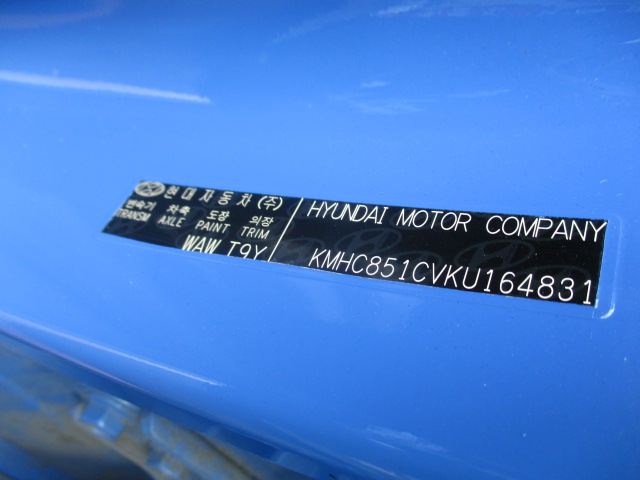 현대자동차(주)
변속기 차축 도장 외장
TRANSM AXLE PAINT TRIM
WAW T9Y
HYUNDAI MOTOR COMPANY
KMHC851CVKU164831